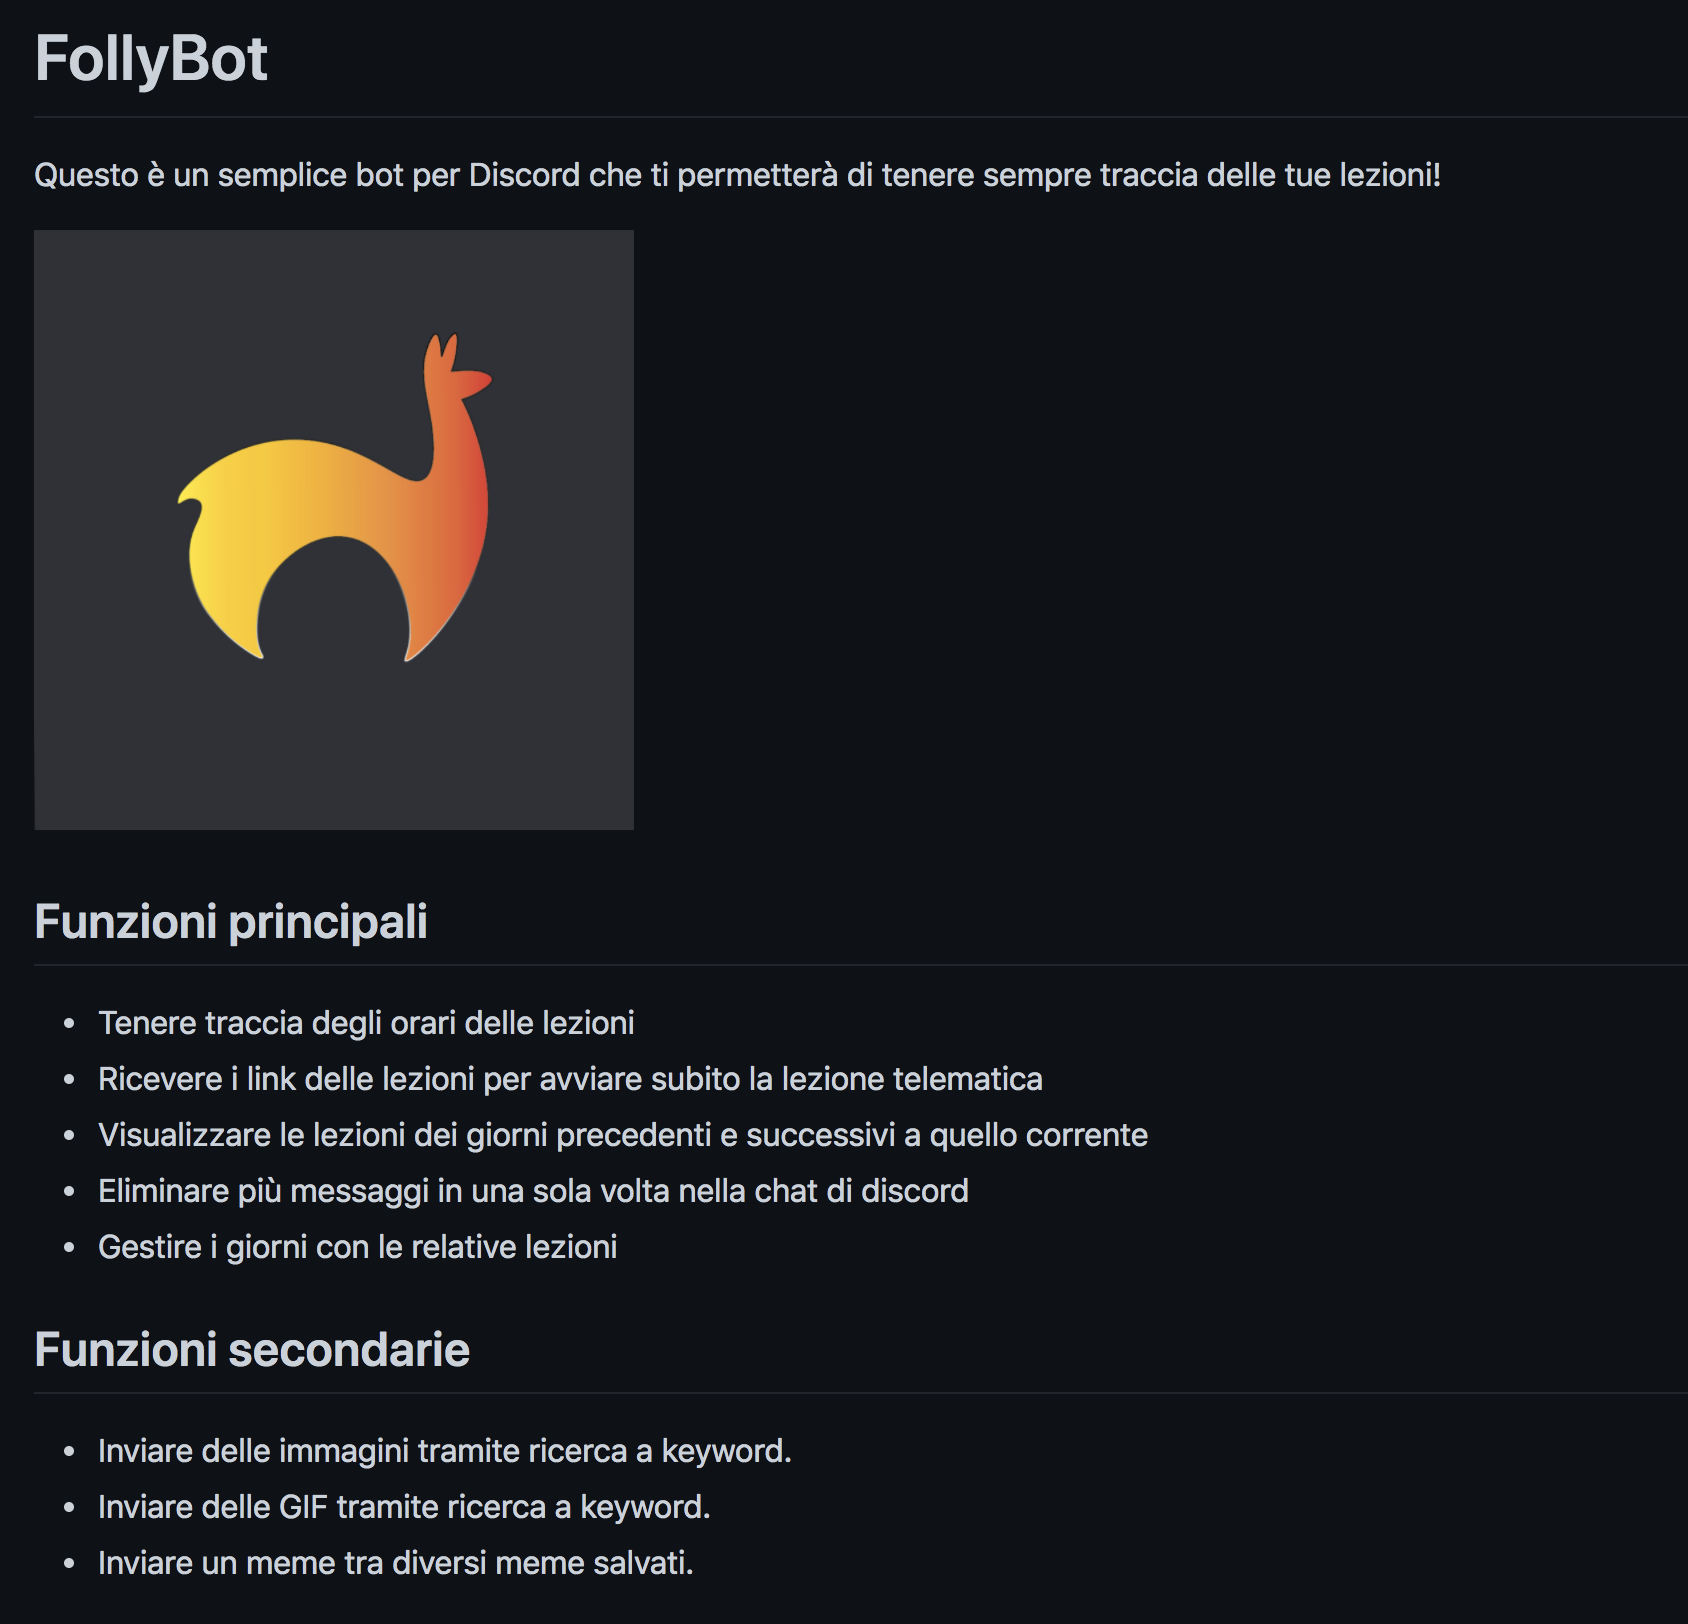 FollyBot
Questo è un semplice bot per Discord che ti permetterà di tenere sempre traccia delle tue lezioni!
Funzioni principali
• Tenere traccia degli orari delle lezioni
• Ricevere i link delle lezioni per avviare subito la lezione telematica
• Visualizzare le lezioni dei giorni precedenti e successivi a quello corrente
• Eliminare più messaggi in una sola volta nella chat di discord
• Gestire i giorni con le relative lezioni
Funzioni secondarie
• Inviare delle immagini tramite ricerca a keyword.
• Inviare delle GIF tramite ricerca a keyword.
• Inviare un meme tra diversi meme salvati.